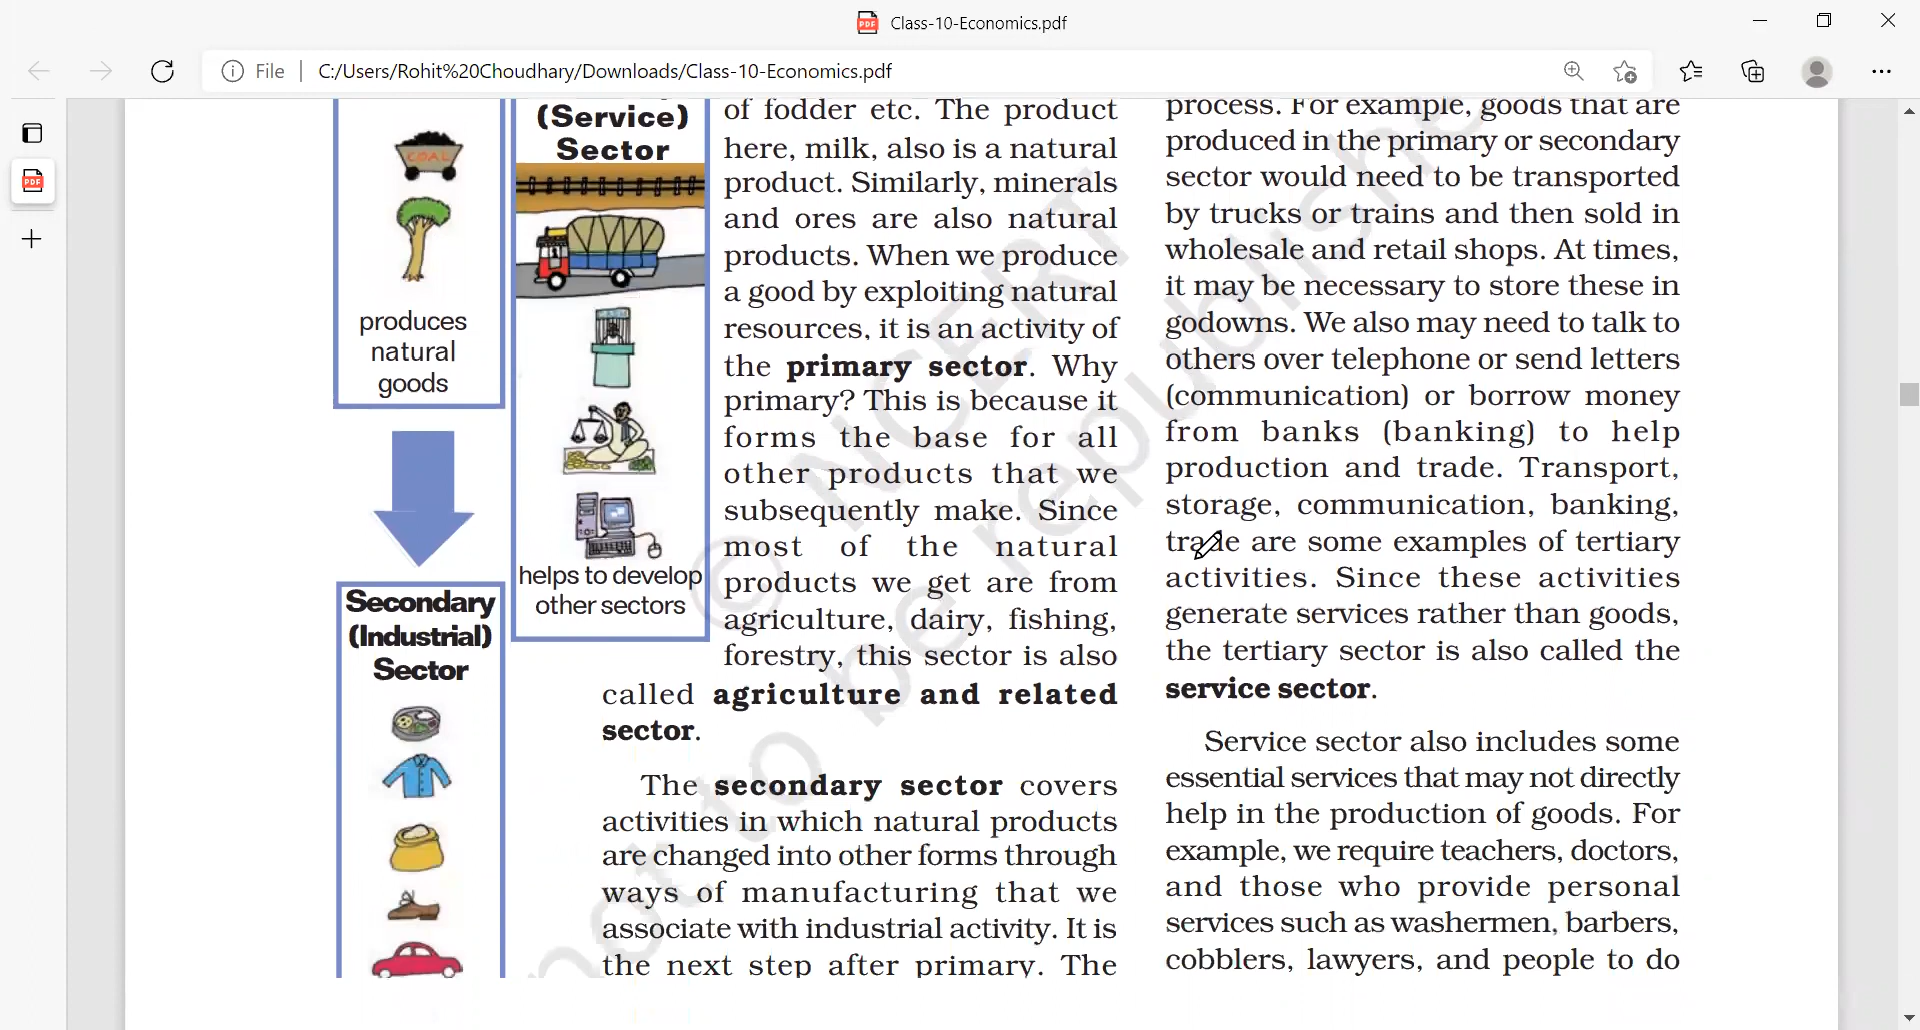 Class-10-Economics.pdf
File
C:/Users/Rohit%20Choudhary/Downloads/Class-10-Economics.pdf
COAL
produces
natural
goods
Secondary
(Industrial)
Sector
(Service)
Sector
helps to develop
other sectors
of fodder etc. The product
here, milk, also is a natural
product. Similarly, minerals
and ores are also natural
products. When we produce
a good by exploiting natural
resources, it is an activity of
the primary sector. Why
primary? This is because it
forms the base for all
other products that we
subsequently make. Since
most of the natural
products we get are from
agriculture, dairy, fishing,
forestry, this sector is also
called agriculture and related
sector.
The secondary sector covers
activities in which natural products
are changed into other forms through
ways of manufacturing that we
associate with industrial activity. It is
the next step after primary. The
process. For example, goods that are
produced in the primary or secondary
sector would need to be transported
by trucks or trains and then sold in
wholesale and retail shops. At times,
it may be necessary to store these in
godowns. We also may need to talk to
others over telephone or send letters
(communication) or borrow money
from banks (banking) to help
production and trade. Transport,
storage, communication, banking,
trade are some examples of tertiary
activities. Since these activities
generate services rather than goods,
the tertiary sector is also called the
service sector.
Service sector also includes some
essential services that may not directly
help in the production of goods. For
example, we require teachers, doctors,
and those who provide personal
services such as washermen, barbers,
cobblers, lawyers, and people to do
© NCERT
not to be republishe